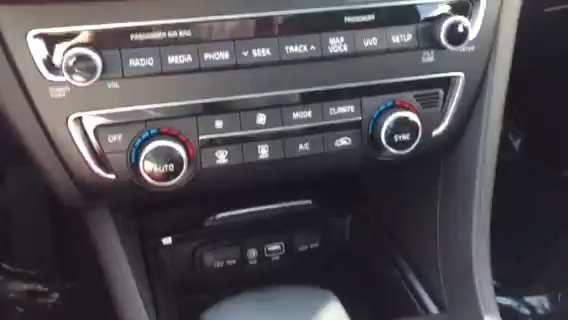 PASSENGER AIR BAG
PASSENGER
RADIO MEDIA PHONE ∨ SEEK TRACK ∧ MAP VOICE UVO SETUP
VOL
OFF MODE CLIMATE
AUTO A/C SYNC
12V AUX